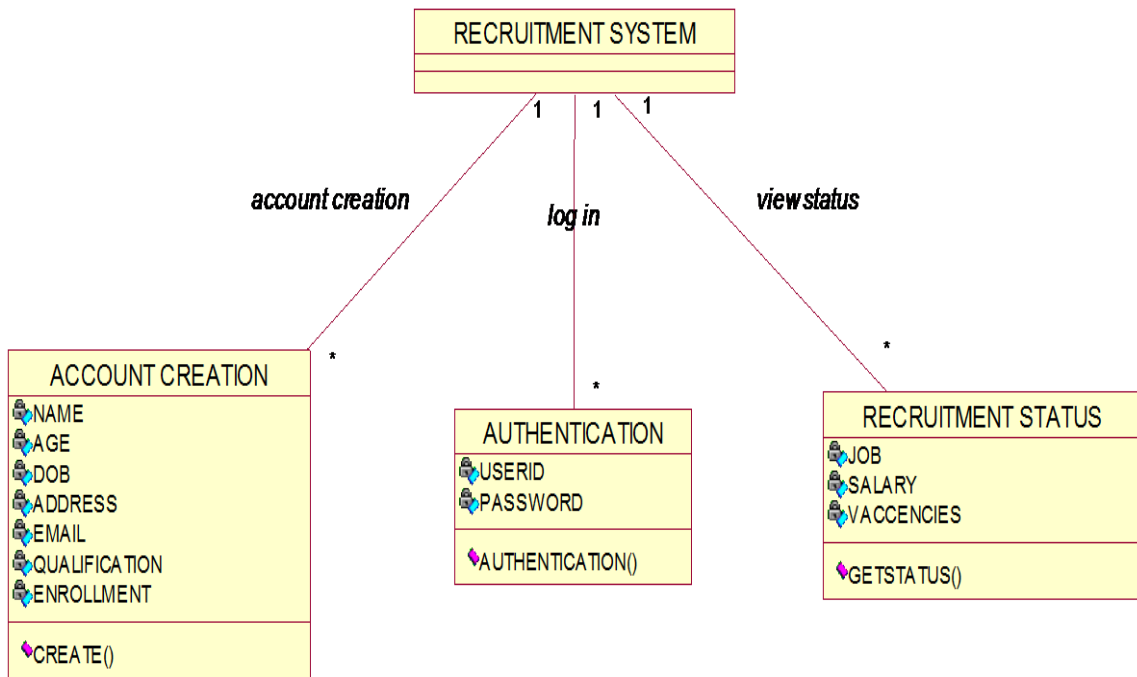 RECRUITMENT SYSTEM
1 1 1
account creation
log in
view status
*
*
*
ACCOUNT CREATION
NAME
AGE
DOB
ADDRESS
EMAIL
QUALIFICATION
ENROLLMENT
CREATE()
AUTHENTICATION
USERID
PASSWORD
AUTHENTICATION()
RECRUITMENT STATUS
JOB
SALARY
VACCENCIES
GETSTATUS()